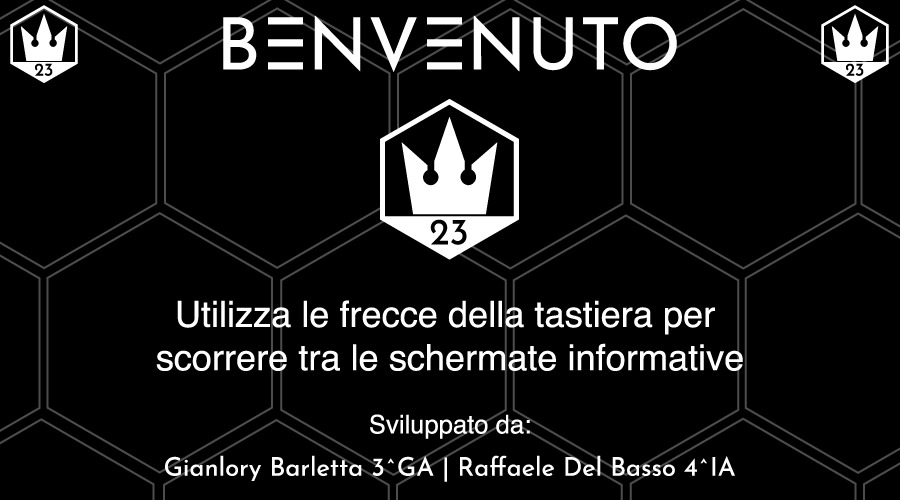 BENVENUTO
23
23
23
Utilizza le frecce della tastiera per
scorrere tra le schermate informative
Sviluppato da:
Gianlory Barletta 3^GA | Raffaele Del Basso 4^IA